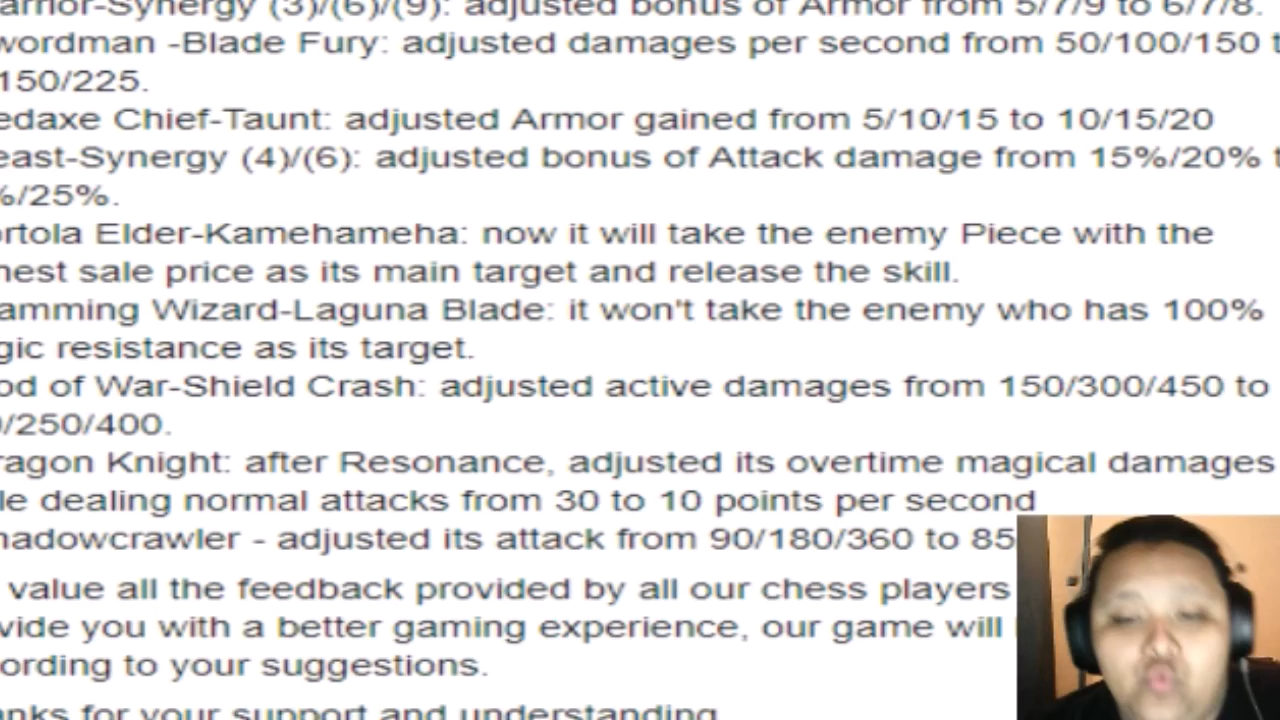 (3)/(6)/(9): adjusted bonus of Armor from 5/7/9 to 6/7/8.
wordman -Blade Fury: adjusted damages per second from 50/100/150 t
150/225.
edaxe Chief-Taunt: adjusted Armor gained from 5/10/15 to 10/15/20
east-Synergy (4)/(6): adjusted bonus of Attack damage from 15%/20% t
%/25%.
ortola Elder-Kamehameha: now it will take the enemy Piece with the
hest sale price as its main target and release the skill.
amming Wizard-Laguna Blade: it won't take the enemy who has 100%
gic resistance as its target.
od of War-Shield Crash: adjusted active damages from 150/300/450 to
/250/400.
ragon Knight: after Resonance, adjusted its overtime magical damages
le dealing normal attacks from 30 to 10 points per second
hadowcrawler - adjusted its attack from 90/180/360 to 85
value all the feedback provided by all our chess players
vide you with a better gaming experience, our game will
ording to your suggestions.
anks for your support and understanding